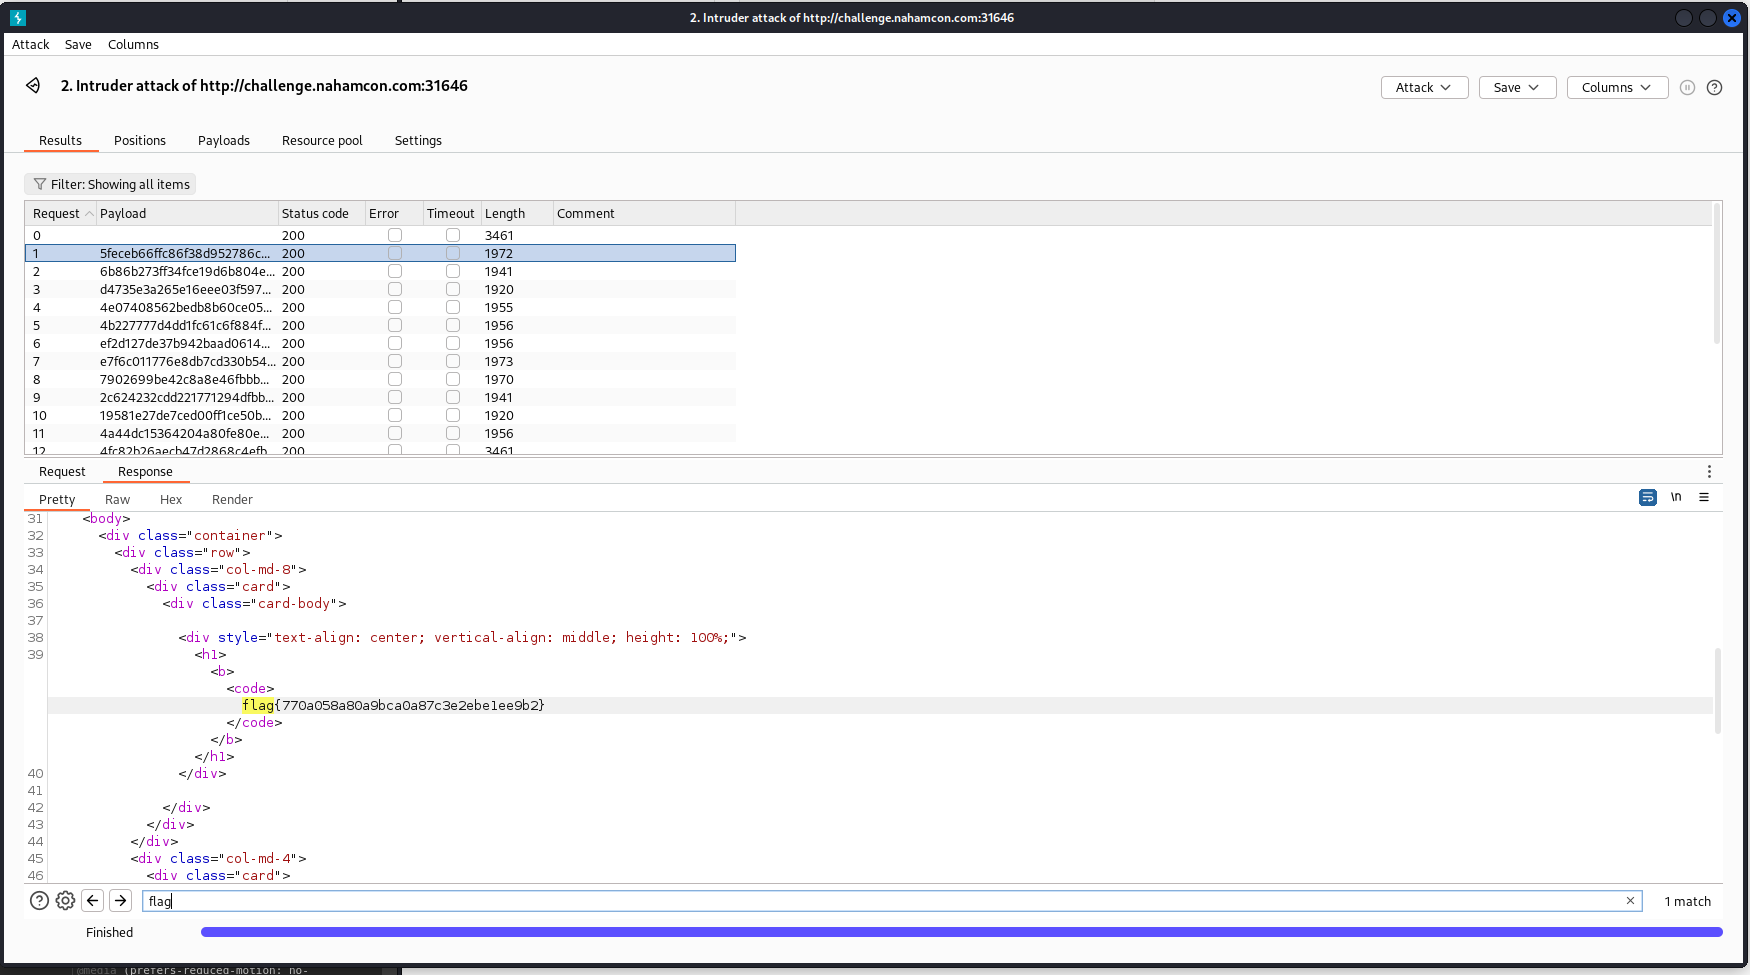 2. Intruder attack of http://challenge.nahamcon.com:31646
Attack Save Columns
2. Intruder attack of http://challenge.nahamcon.com:31646
Attack Save Columns
Results Positions Payloads Resource pool Settings
Filter: Showing all items
Request Payload Status code Error Timeout Length Comment
0 200 3461
1 5feceb66ffc86f38d952786c... 200 1972
2 6b86b273ff34fce19d6b804e... 200 1941
3 d4735e3a265e16eee03f597... 200 1920
4 4e07408562bedb8b60ce05... 200 1955
5 4b227777d4dd1fc61c6f884f... 200 1956
6 ef2d127de37b942baad0614... 200 1956
7 e7f6c011776e8db7cd330b54... 200 1973
8 7902699be42c8a8e46fbbb... 200 1970
9 2c624232cdd221771294dfbb... 200 1941
10 19581e27de7ced00ff1ce50b... 200 1920
11 4a44dc15364204a80fe80e... 200 1956
12 4fc82b26aecb47d2868c4efb... 200 3461
Request Response
Pretty Raw Hex Render
\n
31 <body>
32 <div class="container">
33 <div class="row">
34 <div class="col-md-8">
35 <div class="card">
36 <div class="card-body">
37
38 <div style="text-align: center; vertical-align: middle; height: 100%;">
39 <h1>
<b>
<code>
flag{770a058a80a9bca0a87c3e2ebe1ee9b2}
</code>
</b>
</h1>
40 </div>
41
42 </div>
43 </div>
44 </div>
45 <div class="col-md-4">
46 <div class="card">
flag 1 match
Finished
@media (prefers-reduced-motion: no-